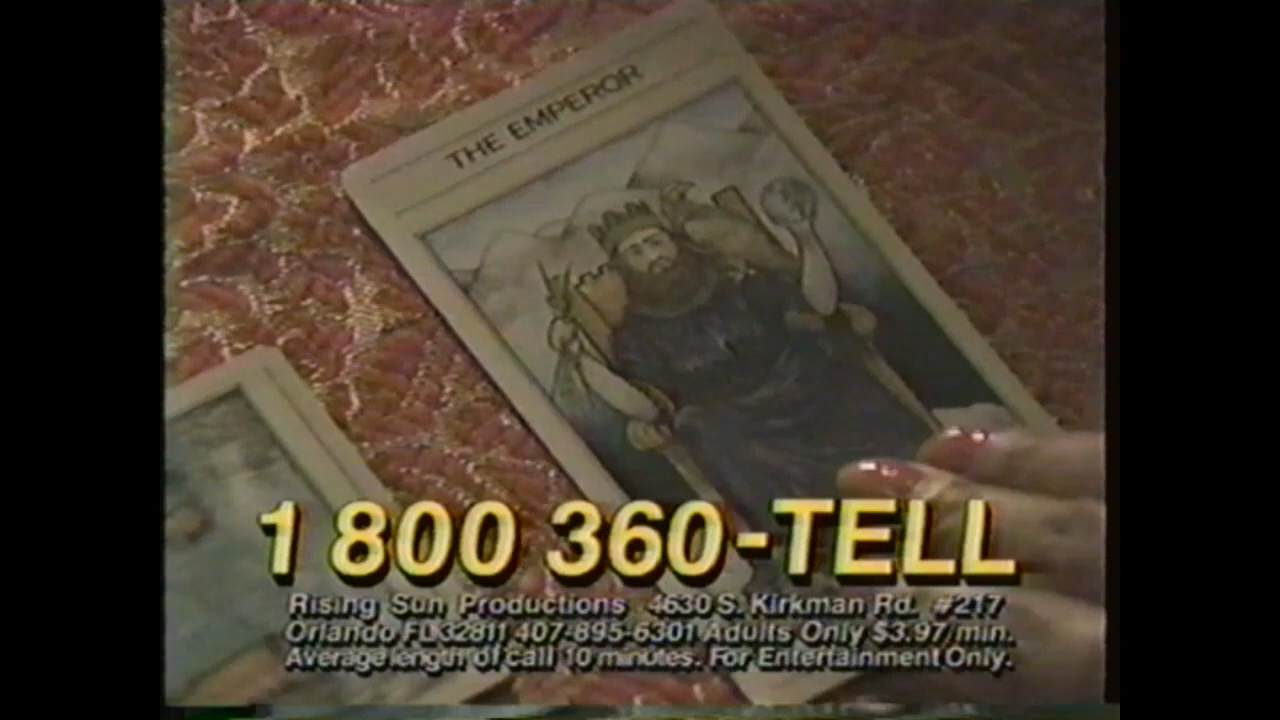 THE EMPEROR
1 800 360-TELL
Rising Sun Productions 4630 S. Kirkman Rd. #217
Orlando FL 32811 407-895-6301 Adults Only $3.97/min.
Average length of call 10 minutes. For Entertainment Only.